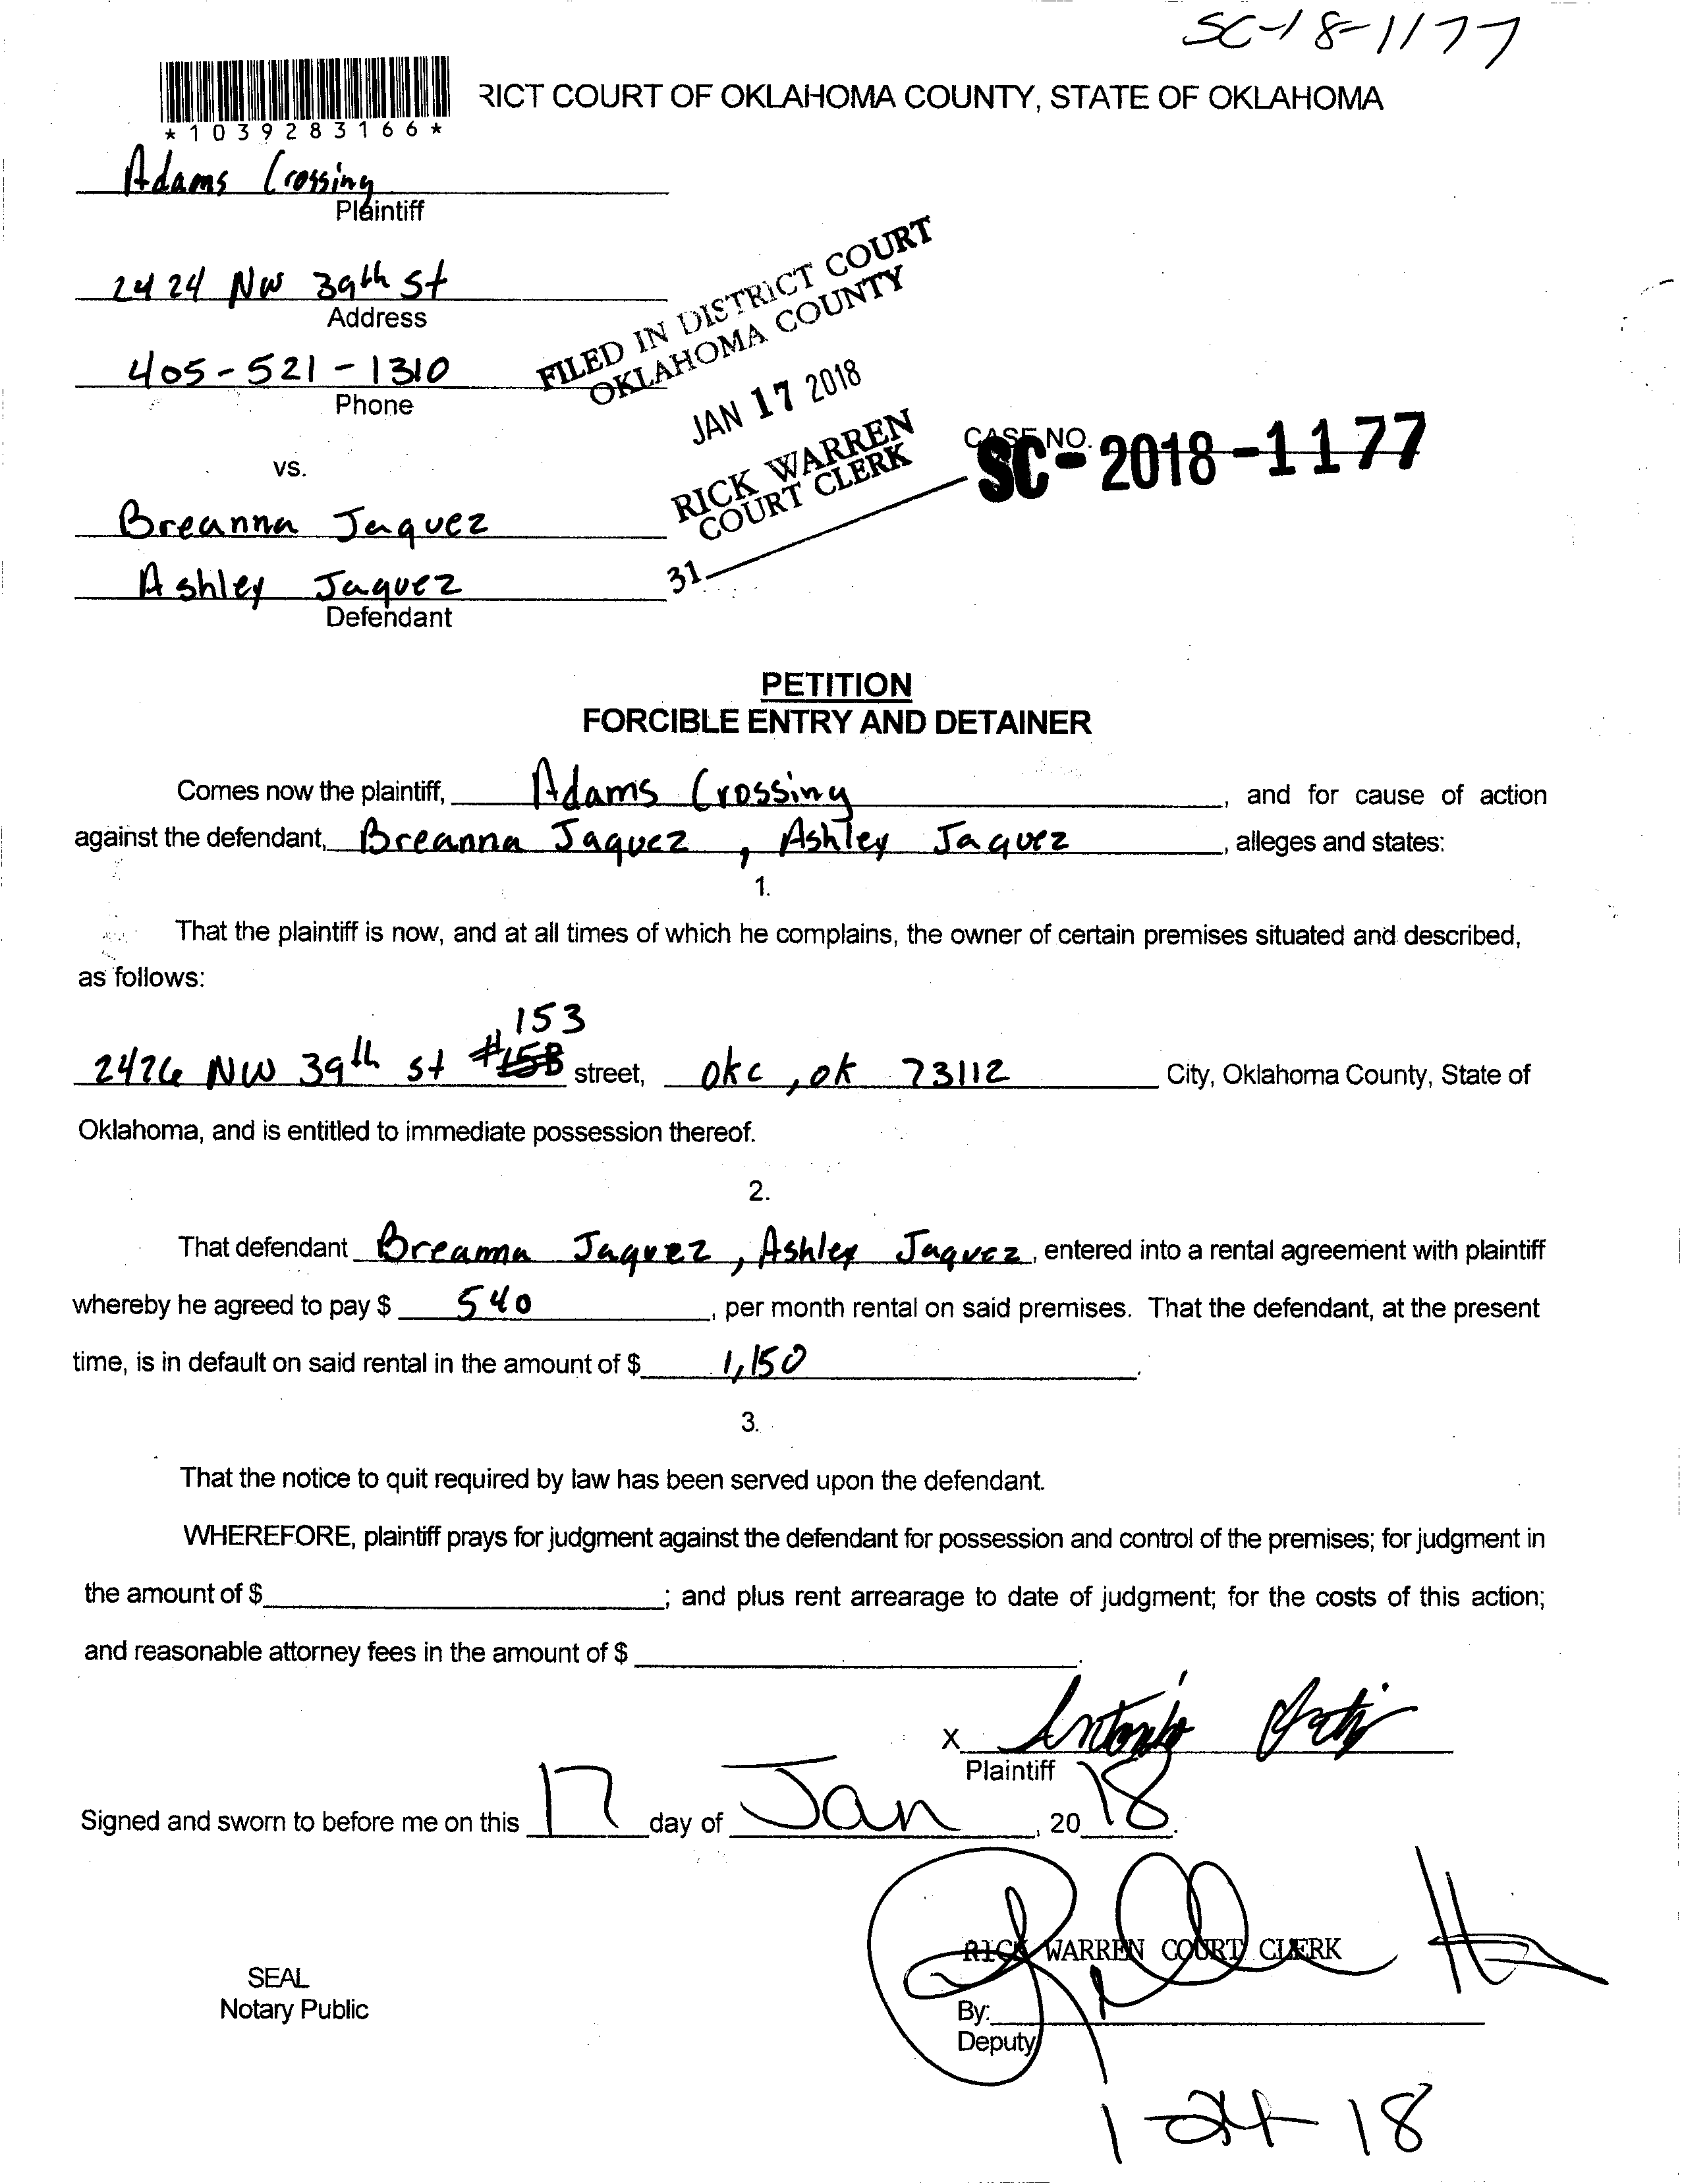 SC-18-1177
RICT COURT OF OKLAHOMA COUNTY, STATE OF OKLAHOMA
*1039283166*
Adams Crossing
Plaintiff
2424 NW 39th St
Address
405-521-1310
Phone
FILED IN DISTRICT COURT
OKLAHOMA COUNTY
JAN 17 2018
RICK WARREN
COURT CLERK
31
CASE NO.
SC-2018-1177
vs.
Breanna Jaquez
Ashley Jaquez
Defendant
PETITION
FORCIBLE ENTRY AND DETAINER
Comes now the plaintiff, Adams Crossing, and for cause of action
against the defendant, Breanna Jaquez, Ashley Jaquez, alleges and states:
1.
That the plaintiff is now, and at all times of which he complains, the owner of certain premises situated and described,
as follows:
153
2426 NW 39th St # street, okc, ok 73112 City, Oklahoma County, State of
Oklahoma, and is entitled to immediate possession thereof.
2.
That defendant Breanna Jaquez, Ashley Jaquez, entered into a rental agreement with plaintiff
whereby he agreed to pay $ 540, per month rental on said premises. That the defendant, at the present
time, is in default on said rental in the amount of $ 1,150.
3.
That the notice to quit required by law has been served upon the defendant.
WHEREFORE, plaintiff prays for judgment against the defendant for possession and control of the premises; for judgment in
the amount of $ ; and plus rent arrearage to date of judgment; for the costs of this action;
and reasonable attorney fees in the amount of $ .
X Antonio
Plaintiff
Signed and sworn to before me on this 17 day of Jan, 20 18.
RICK WARREN COURT CLERK
SEAL
Notary Public
By:
Deputy
1-24-18